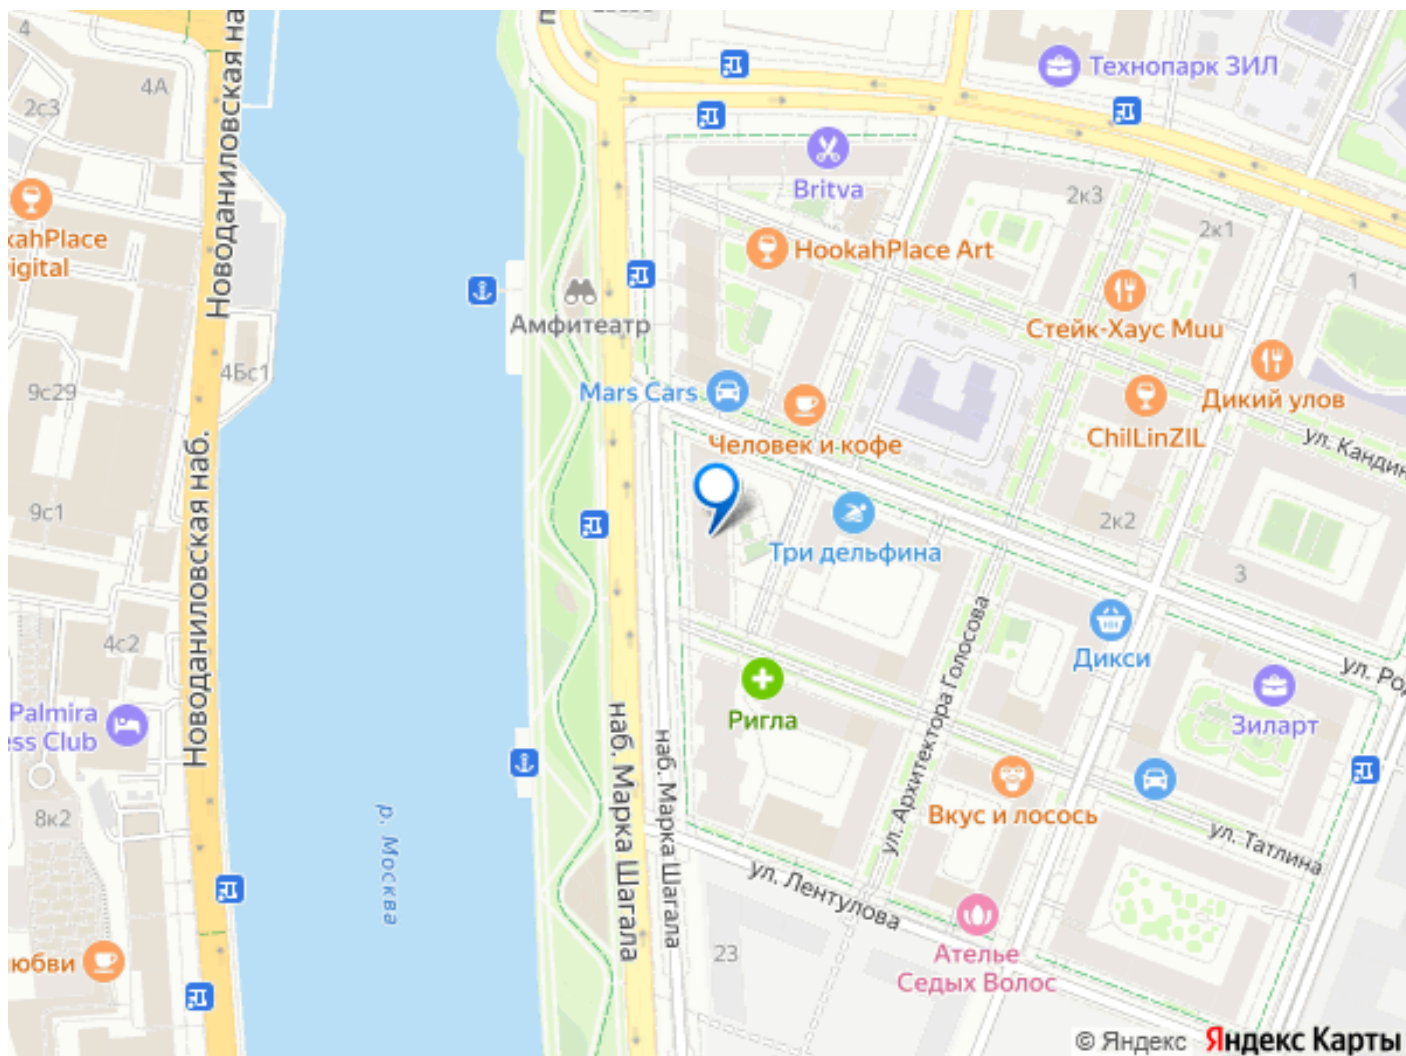 4
4А
2с3
Новоданиловская на
Технопарк ЗИЛ
Britva
2к3
2к1
kahPlace
igital
HookahPlace Art
1
Амфитеатр
Стейк-Хаус Muu
4Бс1
9с29
Mars Cars
Дикий улов
Человек и кофе
ChilLinZIL
ул. Кандин
Новоданиловская наб.
9с1
2к2
Три дельфина
3
ул. Архитектора Голосова
4с2
Дикси
ул. Род
Palmira
ess Club
Ригла
Зиларт
наб. Марка Шагала
наб. Марка Шагала
8к2
р. Москва
Вкус и лосось
ул. Татлина
ул. Лентулова
23
юбви
Ателье
Седых Волос
© Яндекс Яндекс Карты